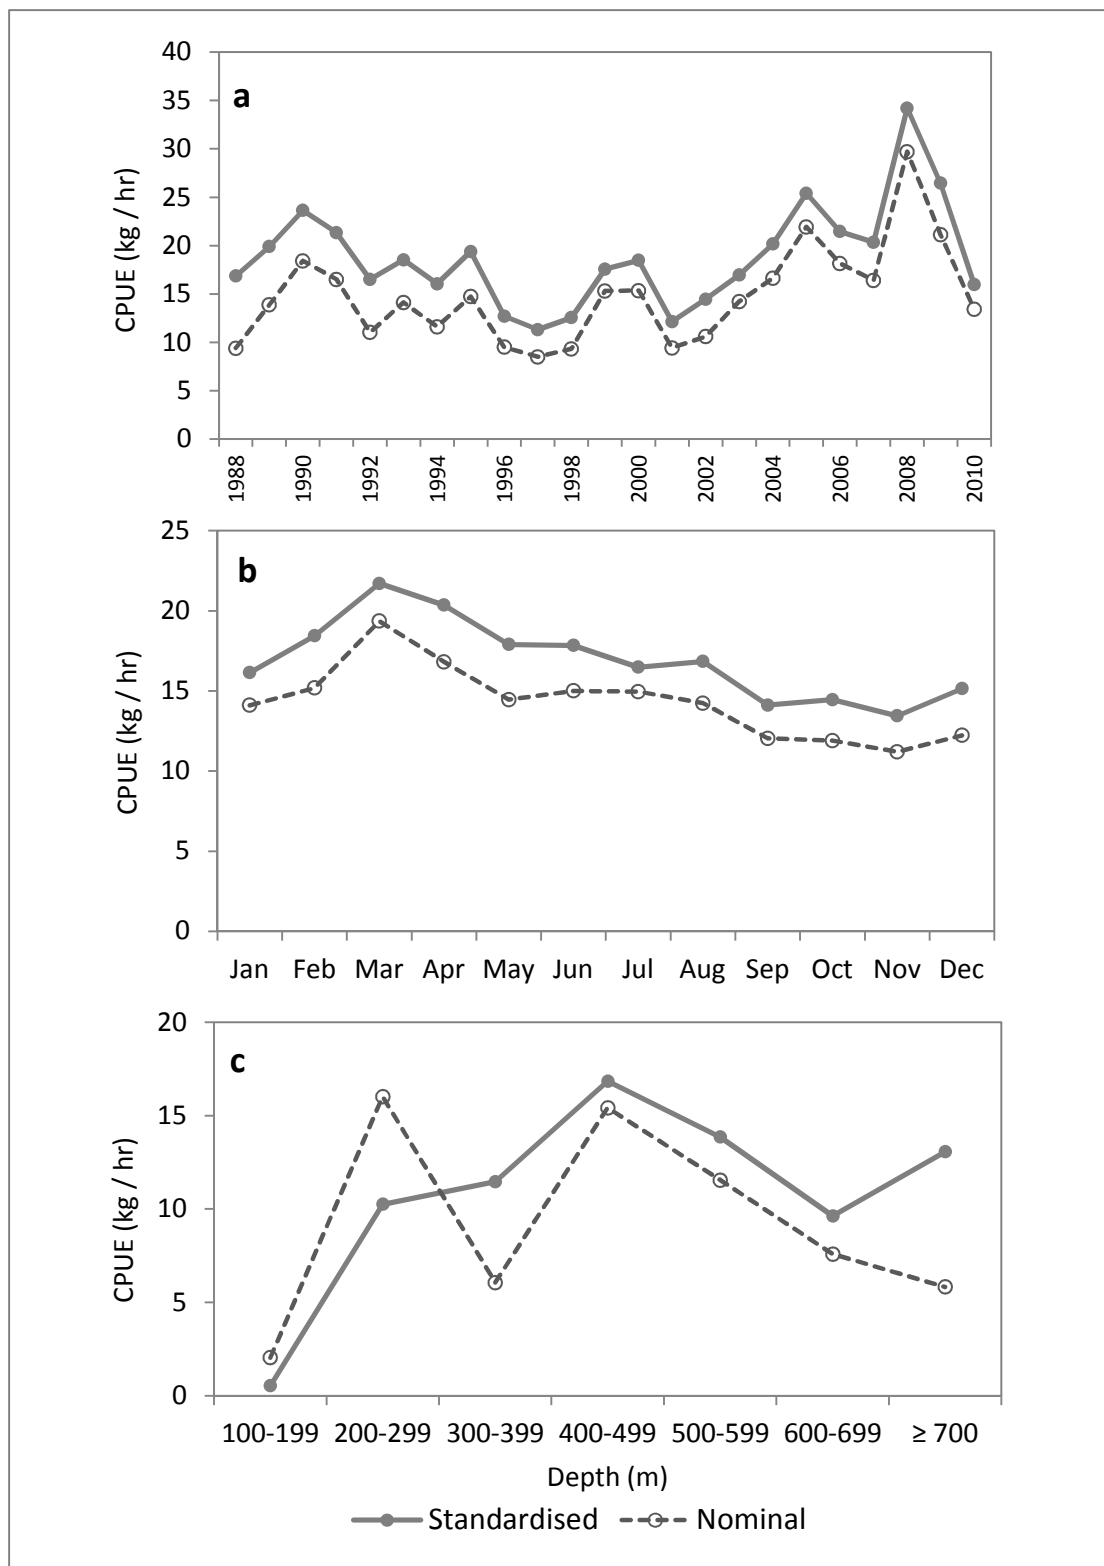 40
35
30
25
20
15
10
5
0
CPUE (kg / hr)
a
1988 1990 1992 1994 1996 1998 2000 2002 2004 2006 2008 2010
25
20
15
10
5
0
CPUE (kg / hr)
b
Jan Feb Mar Apr May Jun Jul Aug Sep Oct Nov Dec
20
15
10
5
0
CPUE (kg / hr)
c
100-199 200-299 300-399 400-499 500-599 600-699 ≥ 700
Depth (m)
Standardised Nominal